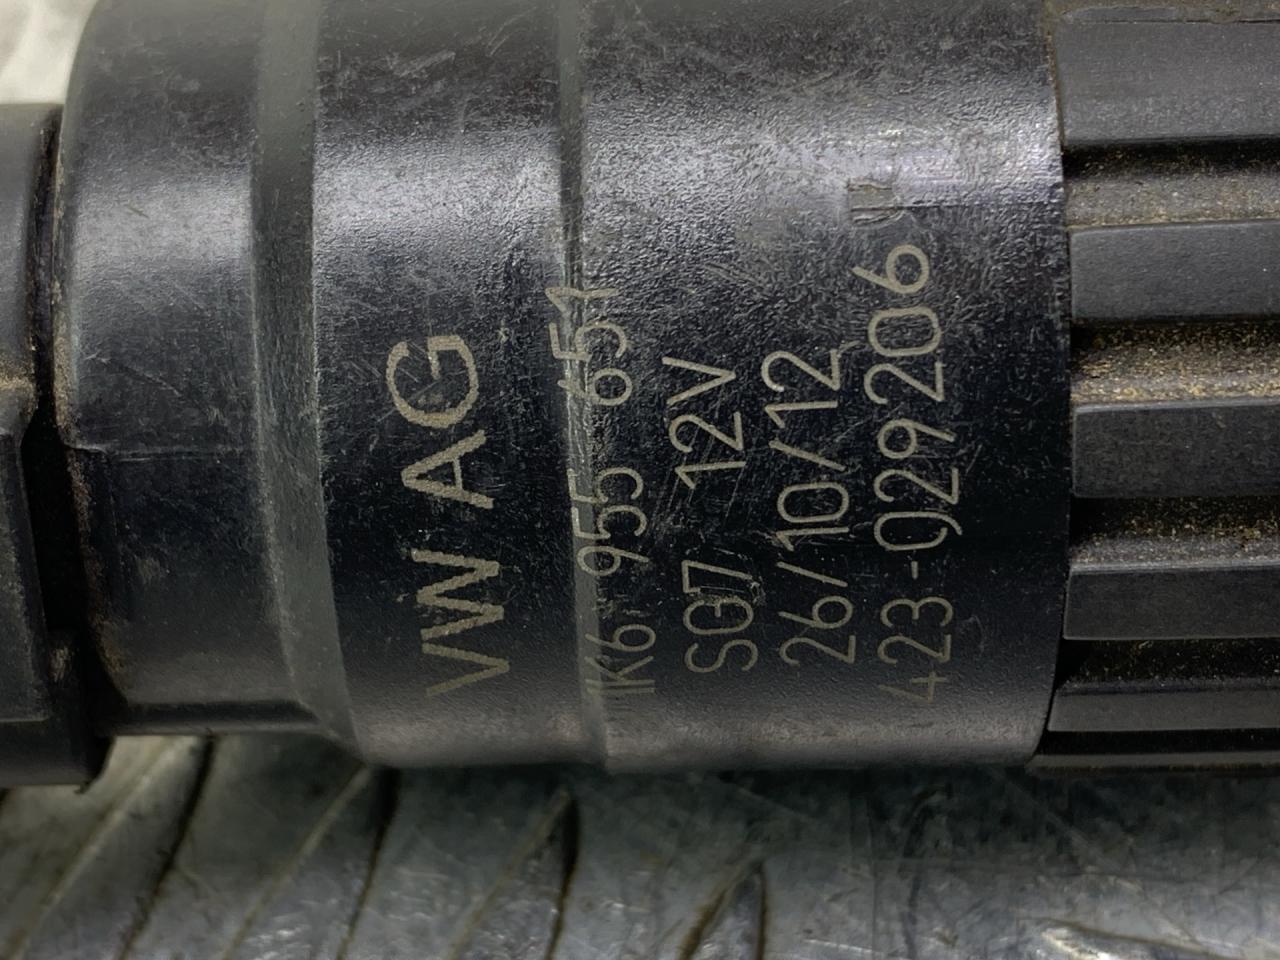 VW AG
1K6 955 651
SG7 12V
26/10/12
423-029206